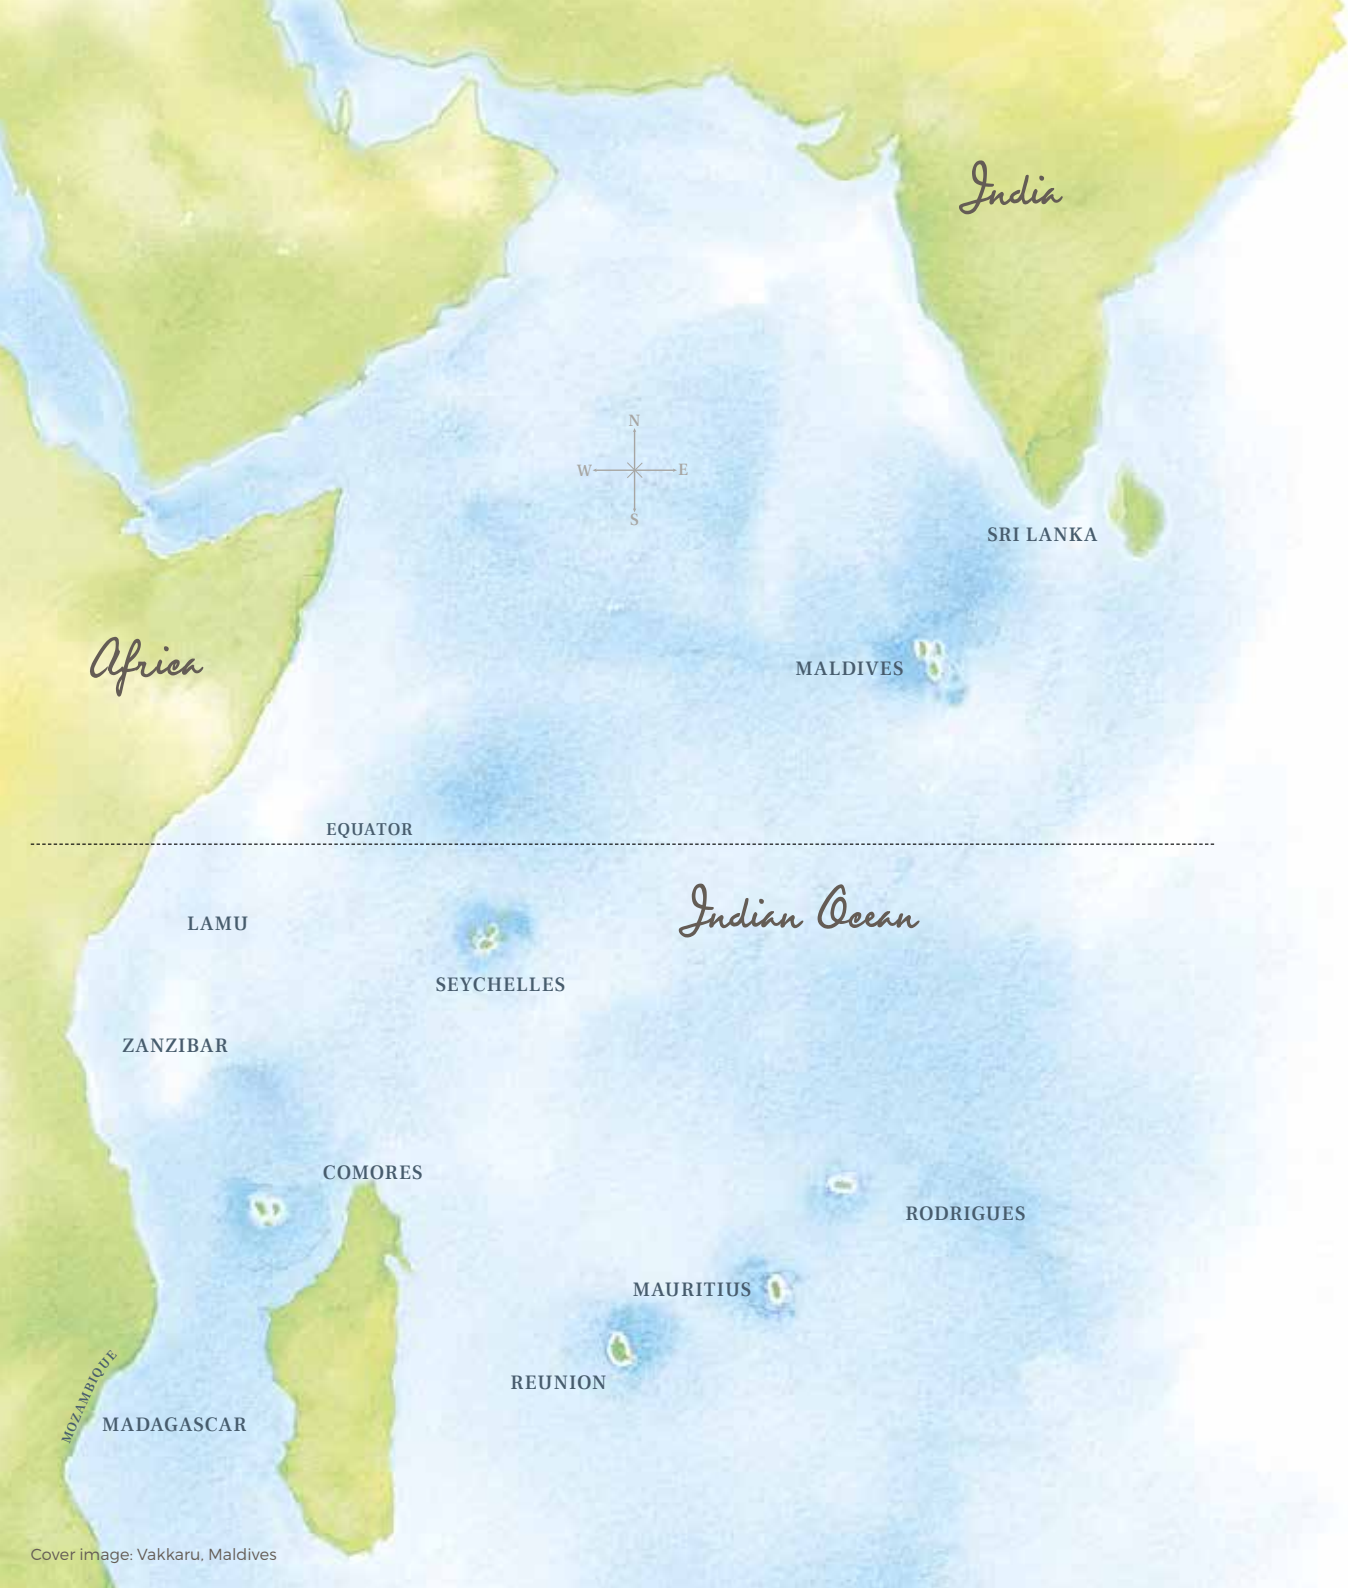 India
N
W E
S
SRI LANKA
Africa
MALDIVES
EQUATOR
Indian Ocean
LAMU
SEYCHELLES
ZANZIBAR
COMORES
RODRIGUES
MAURITIUS
REUNION
MOZAMBIQUE
MADAGASCAR
Cover image: Vakkaru, Maldives